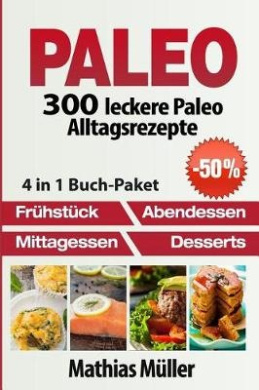 PALEO
300 leckere Paleo
Alltagsrezepte
-50%
4 in 1 Buch-Paket
Frühstück
Abendessen
Mittagessen
Desserts
Mathias Müller